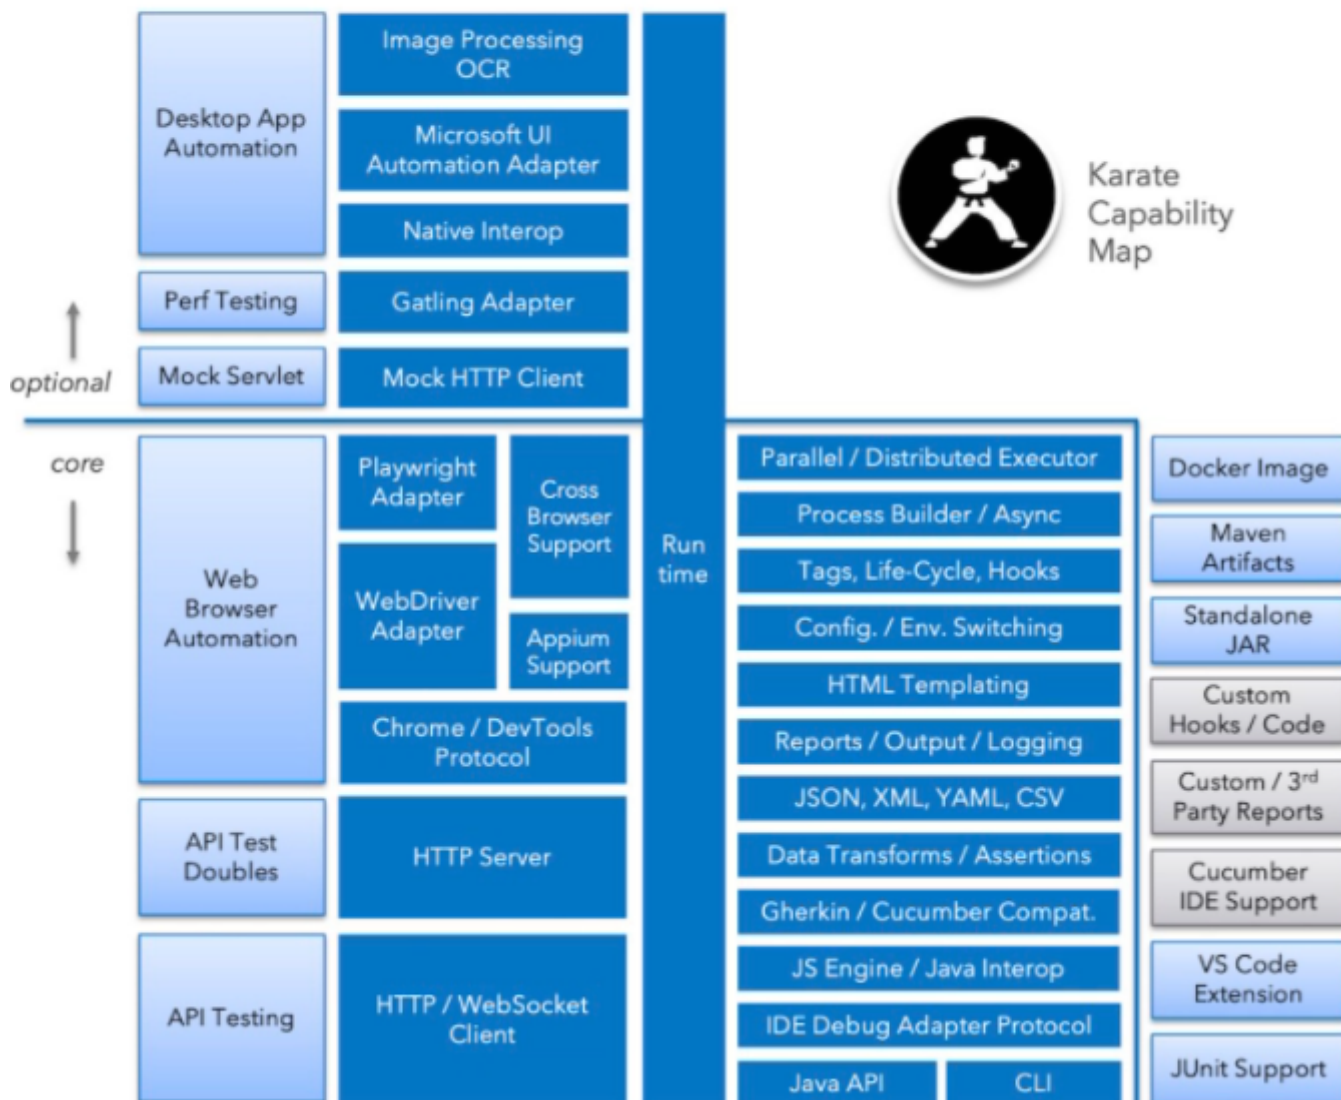 Image Processing
OCR
Desktop App
Automation
Microsoft UI
Automation Adapter
Native Interop
Perf Testing
Gatling Adapter
Mock Servlet
Mock HTTP Client
Karate
Capability
Map
optional
core
Web
Browser
Automation
Playwright
Adapter
Cross
Browser
Support
WebDriver
Adapter
Appium
Support
Chrome / DevTools
Protocol
API Test
Doubles
HTTP Server
API Testing
HTTP / WebSocket
Client
Run
time
Parallel / Distributed Executor
Process Builder / Async
Tags, Life-Cycle, Hooks
Config. / Env. Switching
HTML Templating
Reports / Output / Logging
JSON, XML, YAML, CSV
Data Transforms / Assertions
Gherkin / Cucumber Compat.
JS Engine / Java Interop
IDE Debug Adapter Protocol
Java API
CLI
Docker Image
Maven
Artifacts
Standalone
JAR
Custom
Hooks / Code
Custom / 3rd
Party Reports
Cucumber
IDE Support
VS Code
Extension
JUnit Support